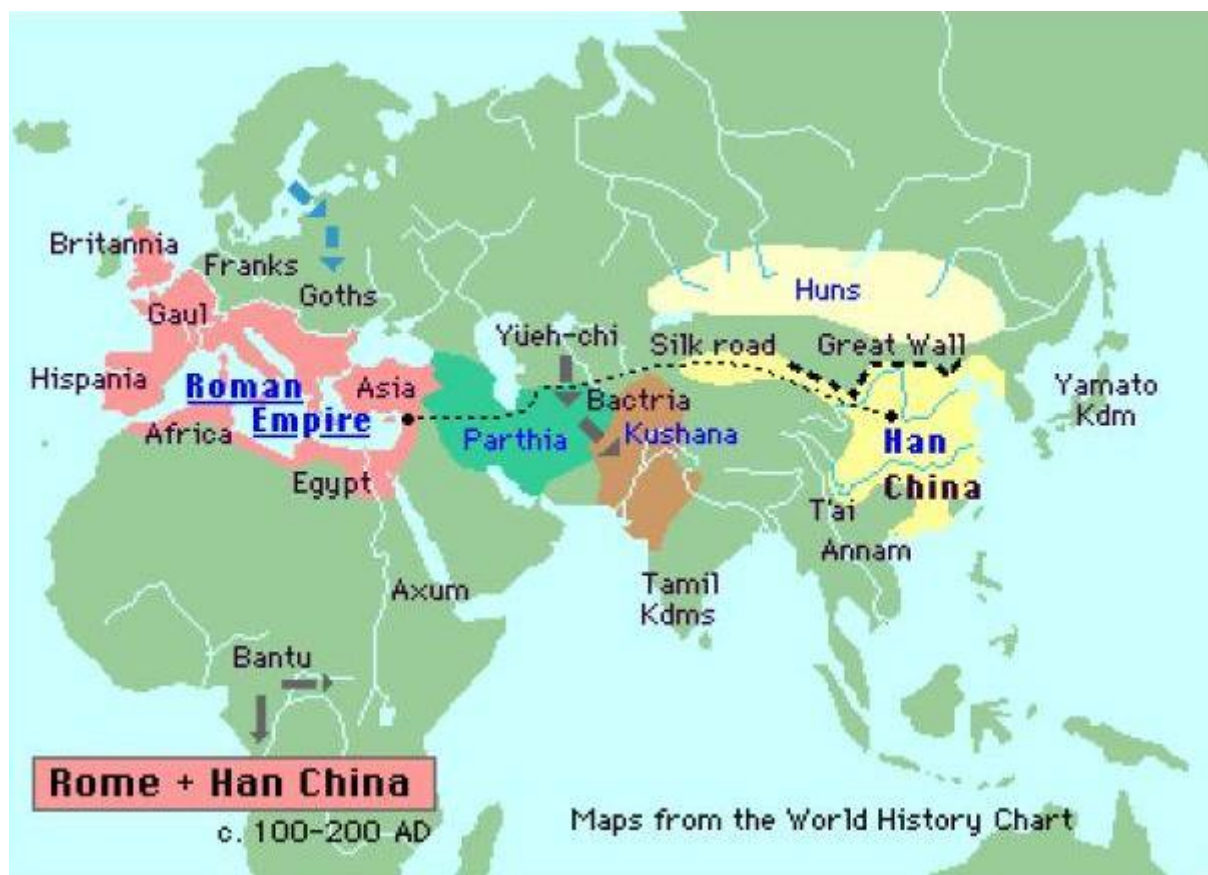 Britannia
Franks
Goths
Gaul
Hispania
Roman
Empire
Asia
Africa
Egypt
Yüeh-chi
Silk road
Great Wall
Huns
Bactria
Parthia
Kushana
Han
China
Yamato
Kdm
T'ai
Annam
Tamil
Kdms
Axum
Bantu
Rome + Han China
c. 100-200 AD
Maps from the World History Chart